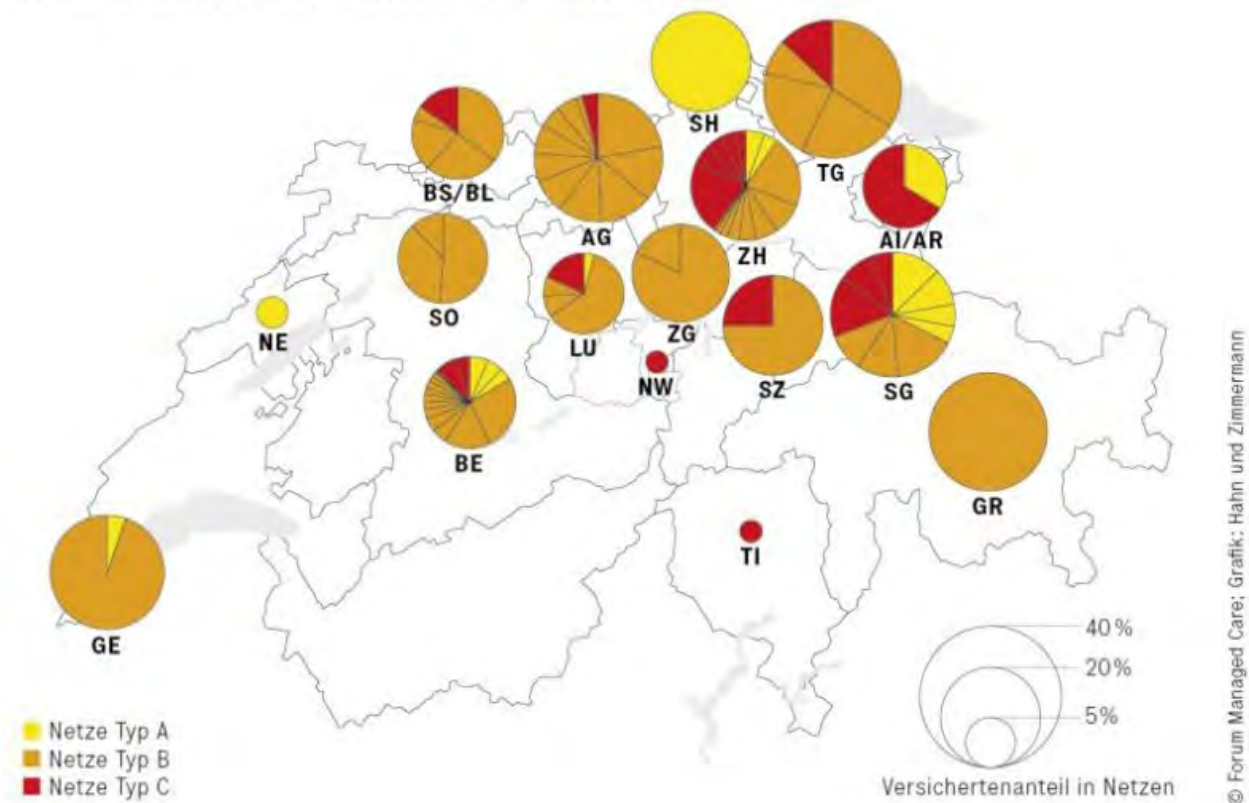 SH
TG
BS/BL
AG
ZH
AI/AR
SO
LU
ZG
NE
NW
SZ
SG
BE
GR
TI
GE
40%
20%
5%
Netze Typ A
Netze Typ B
Netze Typ C
Versichertenanteil in Netzen
© Forum Managed Care; Grafik: Hahn und Zimmermann